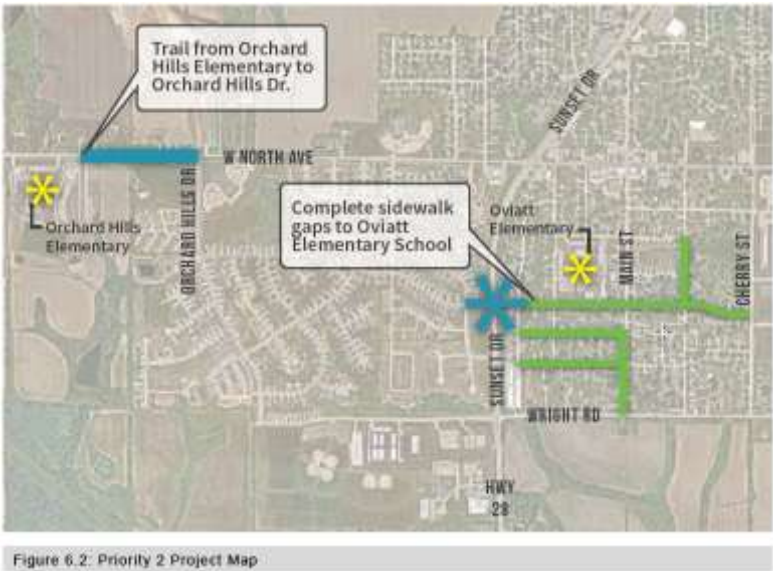 Trail from Orchard
Hills Elementary to
Orchard Hills Dr.
SUNSET DR
W NORTH AVE
Orchard Hills
Elementary
ORCHARD HILLS DR
Complete sidewalk
gaps to Oviatt
Elementary School
Oviatt
Elementary
MAIN ST
CHERRY ST
SUNSET DR
WRIGHT RD
HWY
28
Figure 6.2: Priority 2 Project Map